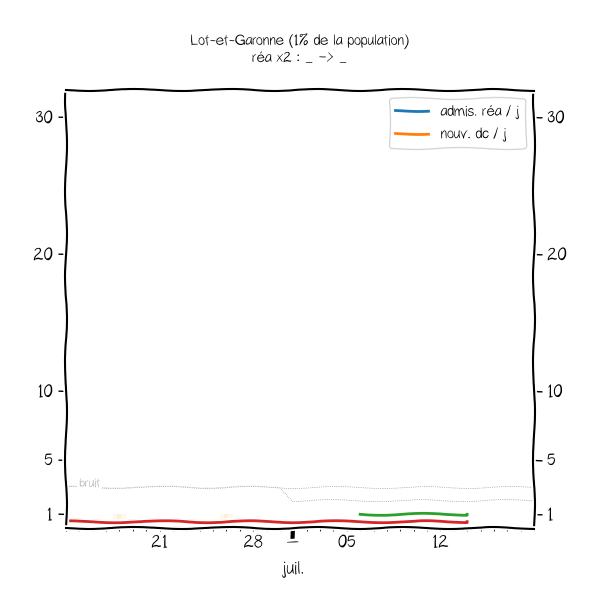 Lot-et-Garonne (1% de la population)
réa x2 : _ -> _
admis. réa / j
nouv. dc / j
30
30
20
20
10
10
5
5
bruit
1
1
21
28
05
12
juil.